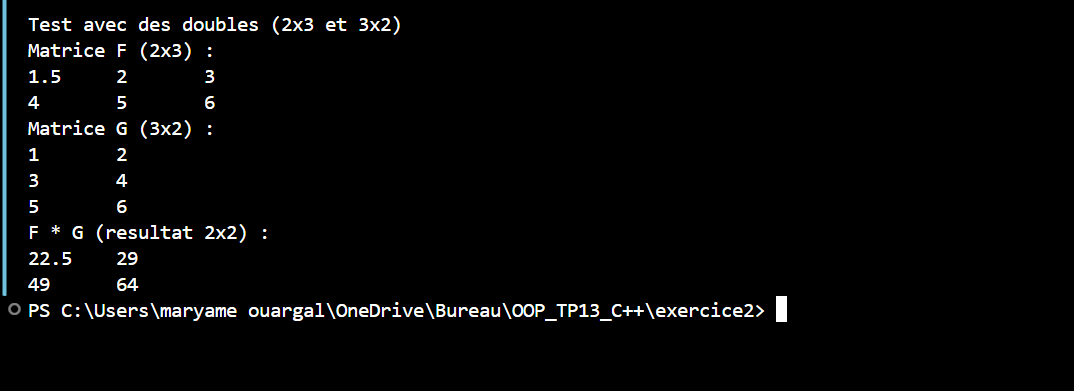 Test avec des doubles (2x3 et 3x2)
Matrice F (2x3) :
1.5 2 3
4 5 6
Matrice G (3x2) :
1 2
3 4
5 6
F * G (resultat 2x2) :
22.5 29
49 64
PS C:\Users\maryame ouargal\OneDrive\Bureau\OOP_TP13_C++\exercice2>